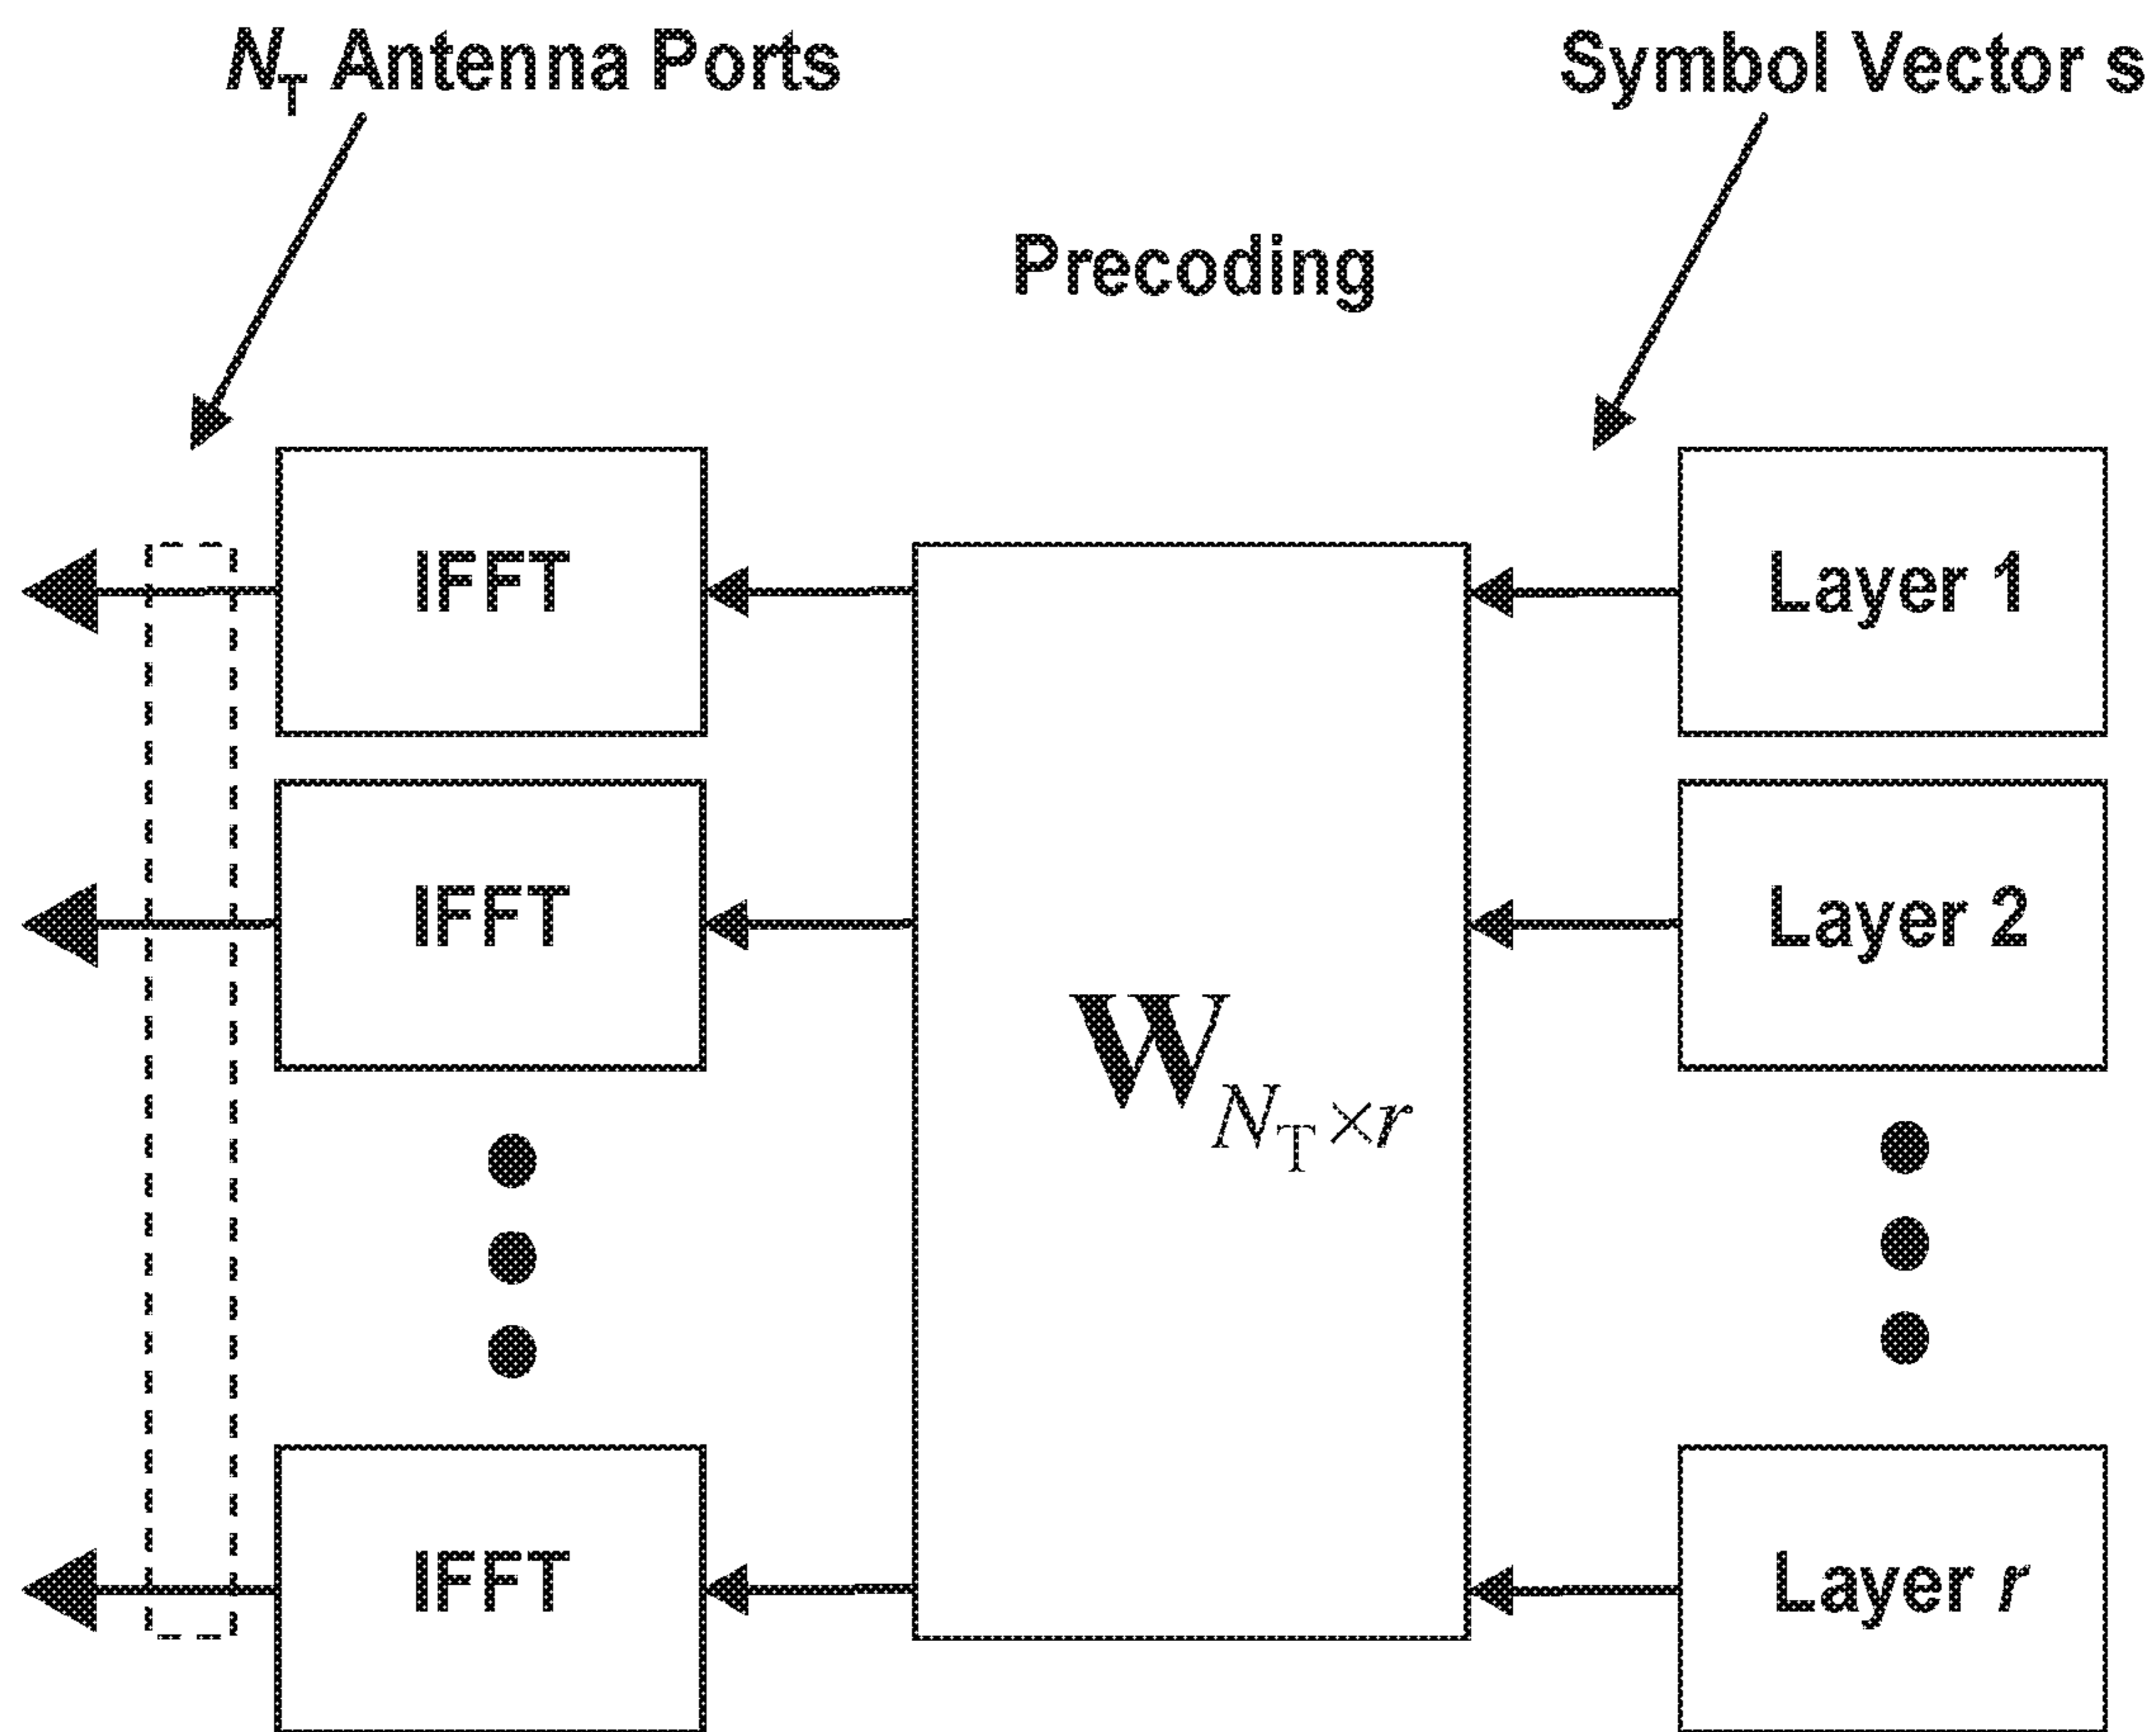 N_T Antenna Ports
Symbol Vector s
Precoding
IFFT
Layer 1
IFFT
Layer 2
W_{N_T×r}
IFFT
Layer r